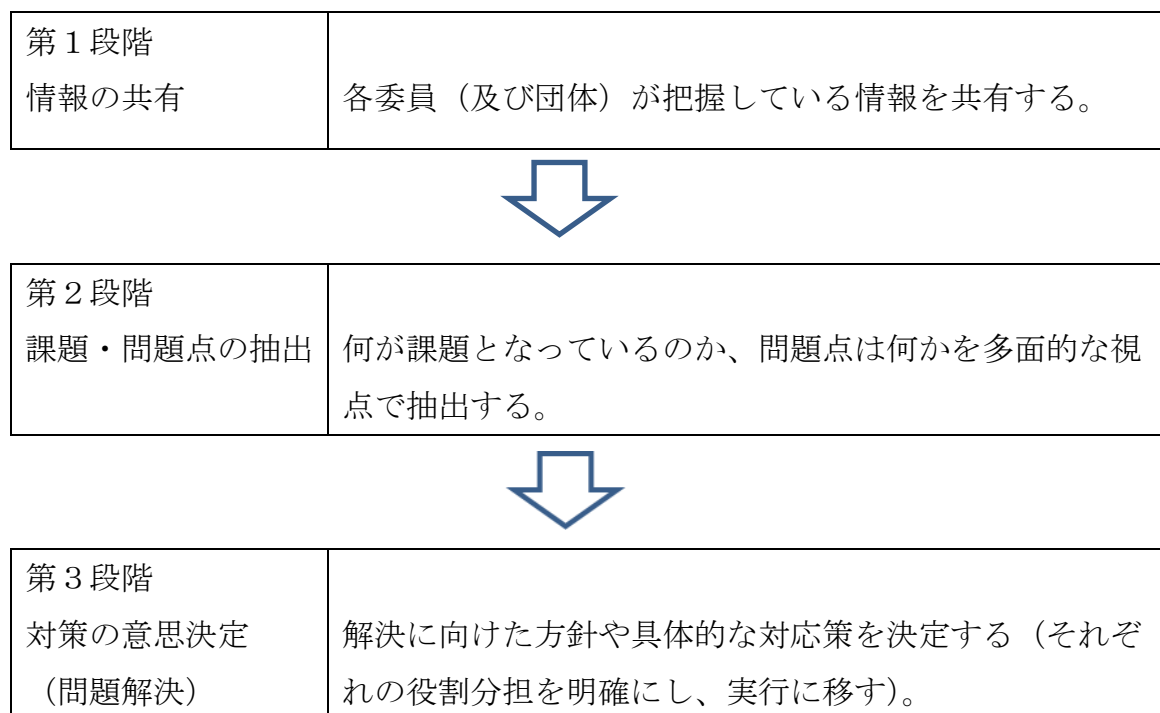 第１段階
情報の共有
各委員（及び団体）が把握している情報を共有する。
第２段階
課題・問題点の抽出
何が課題となっているのか、問題点は何かを多面的な視
点で抽出する。
第３段階
対策の意思決定
（問題解決）
解決に向けた方針や具体的な対応策を決定する（それぞ
れの役割分担を明確にし、実行に移す）。